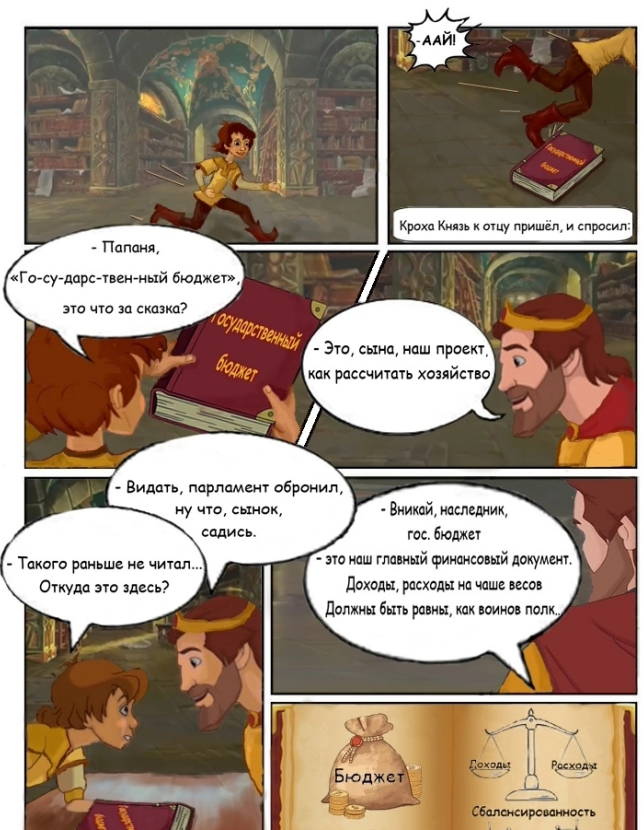 - ААЙ!
Государственный
бюджет
Кроха Князь к отцу пришёл, и спросил:
- Папаня,
«Го-су-дарс-твен-ный бюджет»,
это что за сказка?
Государственный
бюджет
- Это, сына, наш проект,
как рассчитать хозяйство
- Видать, парламент обронил,
ну что, сынок,
садись.
- Такого раньше не читал...
Откуда это здесь?
- Вникай, наследник,
гос. бюджет
- это наш главный финансовый документ.
Доходы, расходы на чаше весов
Должны быть равны, как воинов полк..
Бюджет
Доходы Расходы
Сбалансированность